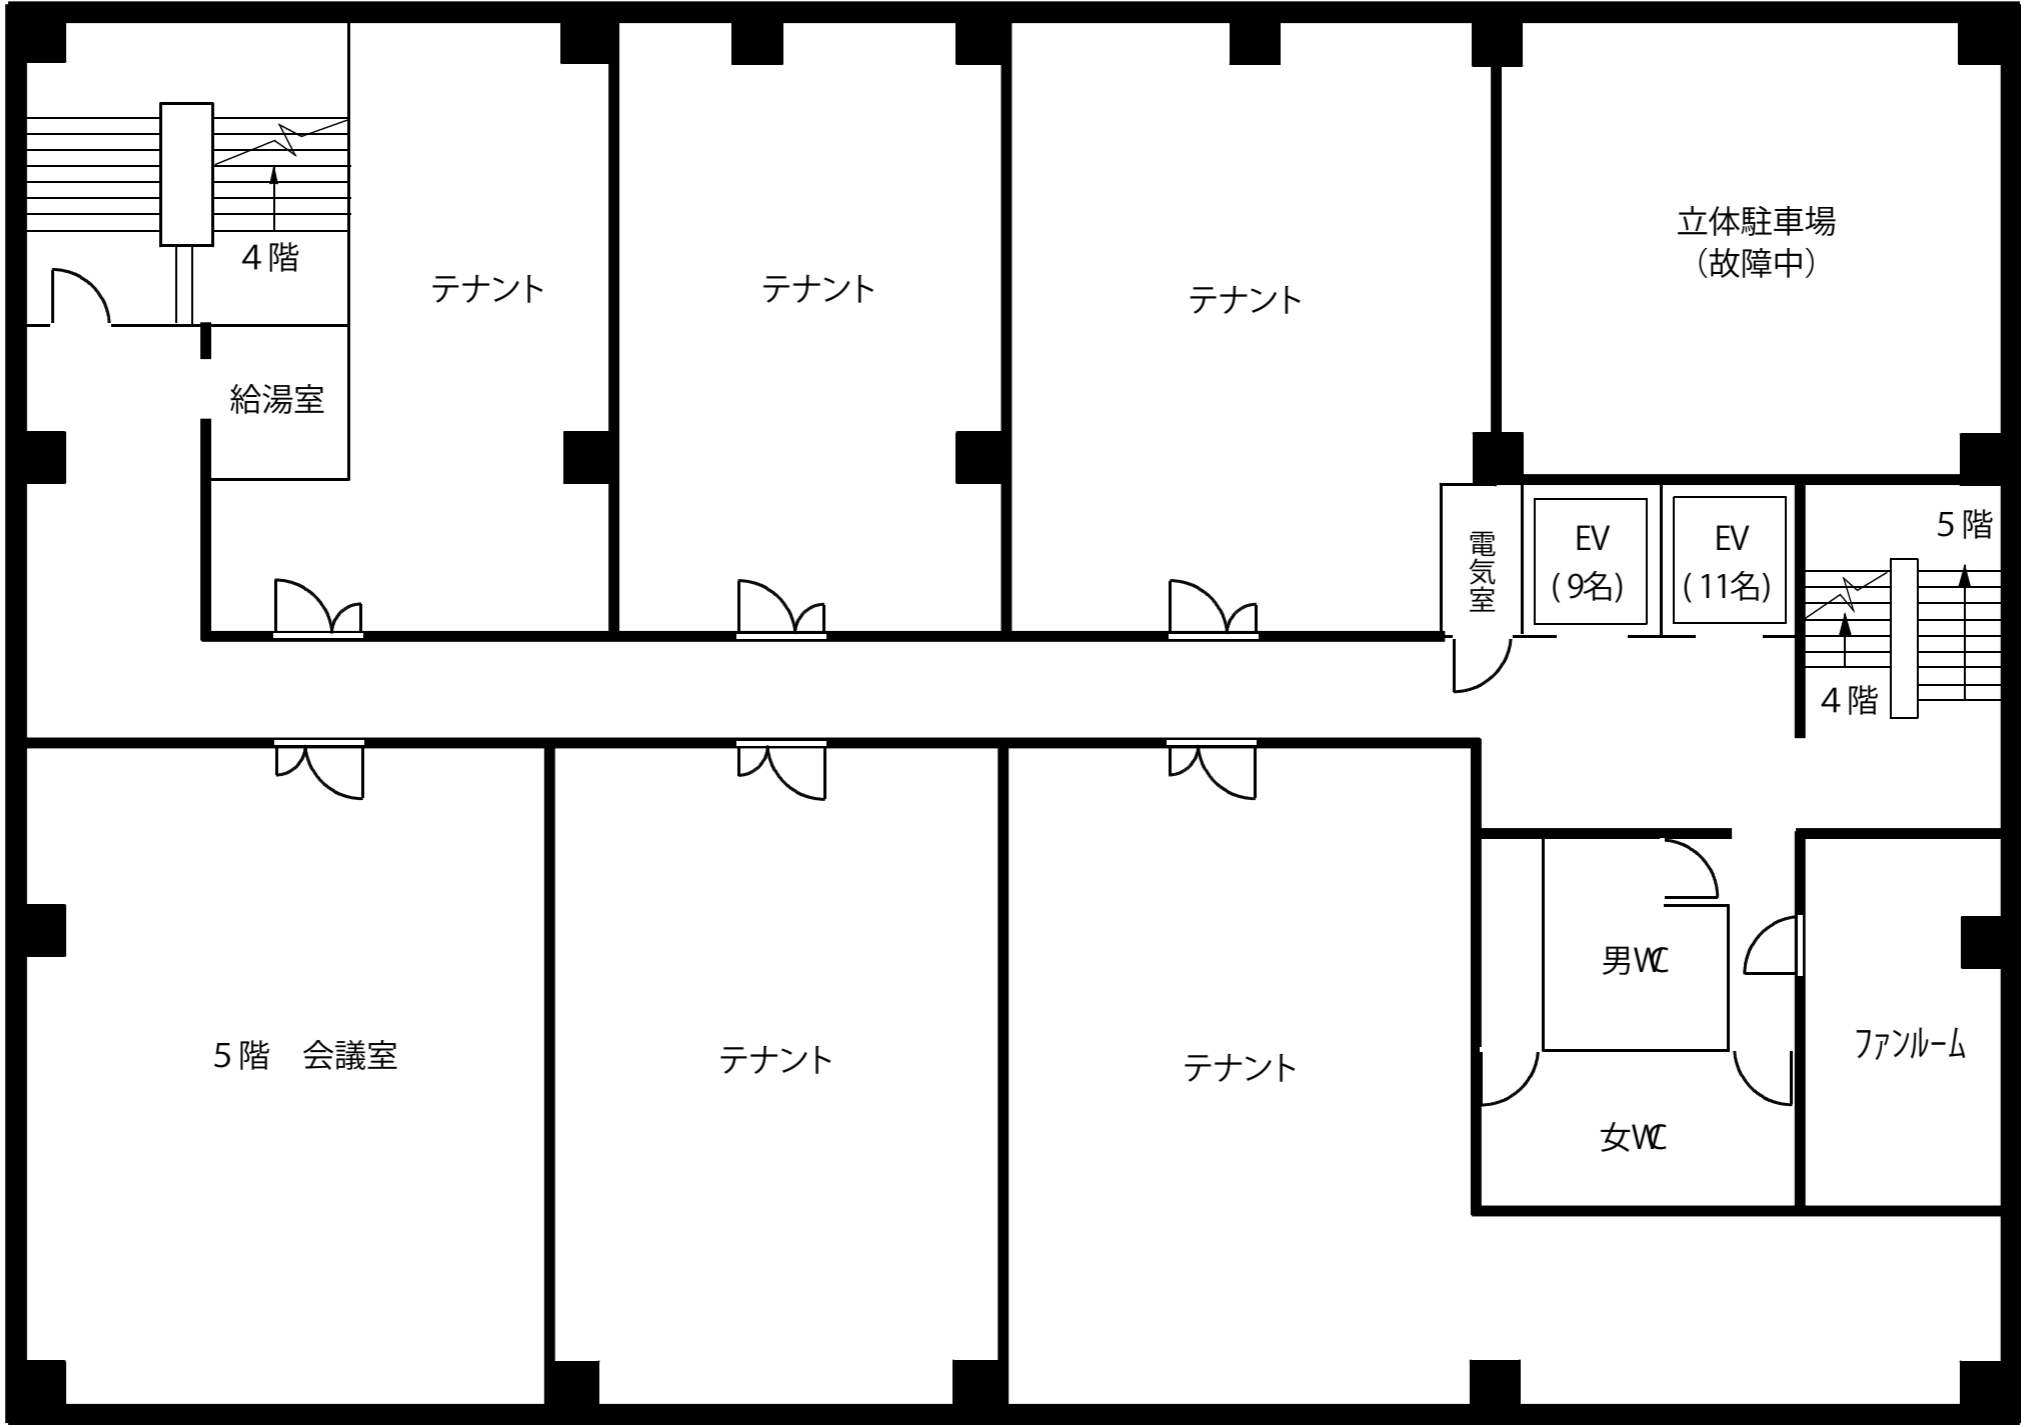 立体駐車場
（故障中）
４階
テナント
テナント
テナント
給湯室
電気室
EV
(9名)
EV
(11名)
５階
４階
男WC
５階　会議室
テナント
テナント
ﾌｧﾝﾙｰﾑ
女WC